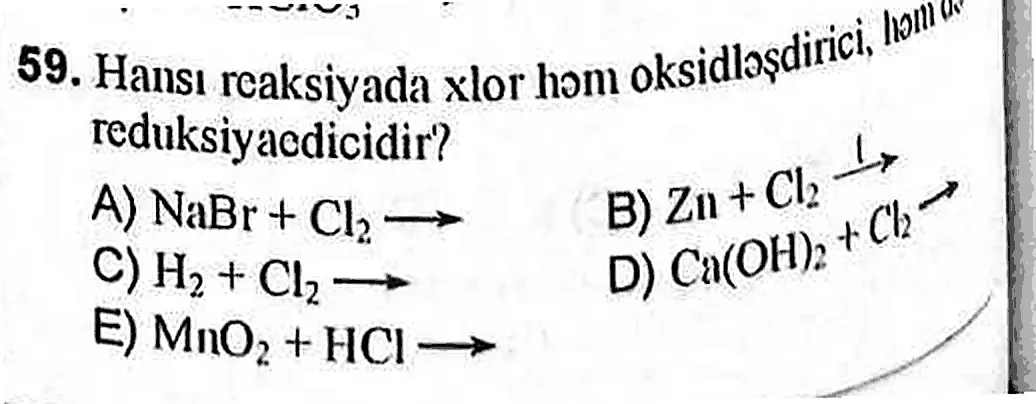 59. Hansı reaksiyada xlor həm oksidləşdirici, həm
reduksiyaedicidir?
A) NaBr + Cl₂ → B) Zn + Cl₂ →
C) H₂ + Cl₂ → D) Ca(OH)₂ + Cl₂ →
E) MnO₂ + HCl →